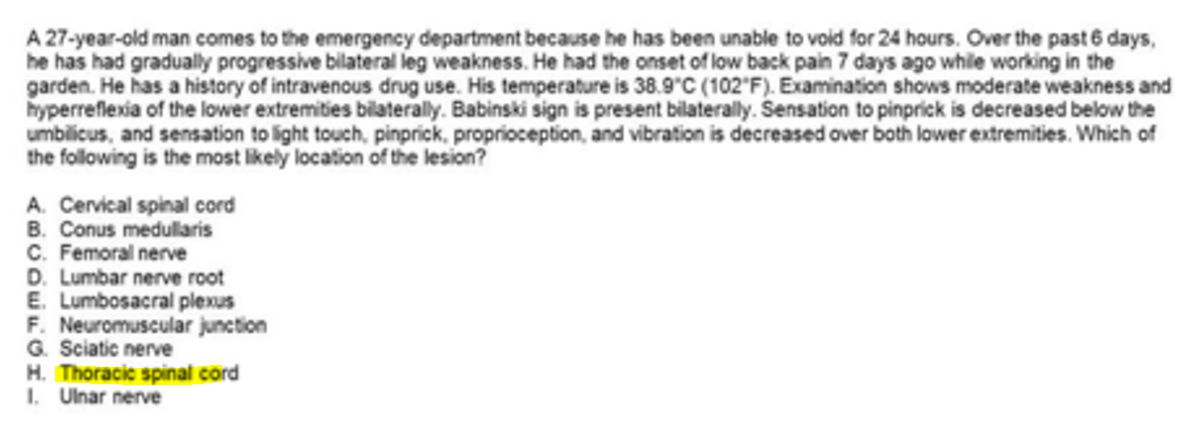 A 27-year-old man comes to the emergency department because he has been unable to void for 24 hours. Over the past 6 days,
he has had gradually progressive bilateral leg weakness. He had the onset of low back pain 7 days ago while working in the
garden. He has a history of intravenous drug use. His temperature is 38.9°C (102°F). Examination shows moderate weakness and
hyperreflexia of the lower extremities bilaterally. Babinski sign is present bilaterally. Sensation to pinprick is decreased below the
umbilicus, and sensation to light touch, pinprick, proprioception, and vibration is decreased over both lower extremities. Which of
the following is the most likely location of the lesion?
A. Cervical spinal cord
B. Conus medullaris
C. Femoral nerve
D. Lumbar nerve root
E. Lumbosacral plexus
F. Neuromuscular junction
G. Sciatic nerve
H. Thoracic spinal cord
I. Ulnar nerve